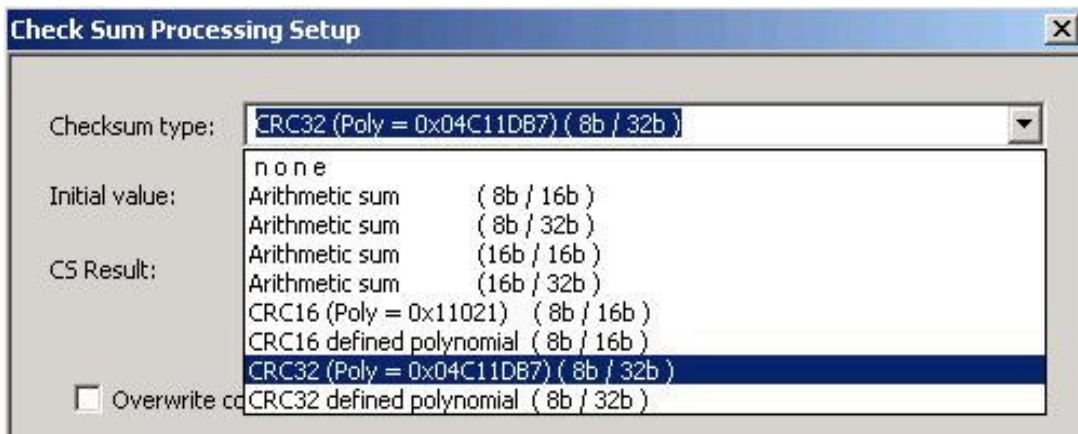 Check Sum Processing Setup
Checksum type: CRC32 (Poly = 0x04C11DB7) ( 8b / 32b )
n o n e
Initial value: Arithmetic sum ( 8b / 16b )
Arithmetic sum ( 8b / 32b )
CS Result: Arithmetic sum (16b / 16b )
Arithmetic sum (16b / 32b )
CRC16 (Poly = 0x11021) ( 8b / 16b )
CRC16 defined polynomial ( 8b / 16b )
CRC32 (Poly = 0x04C11DB7) ( 8b / 32b )
Overwrite CRC32 defined polynomial ( 8b / 32b )